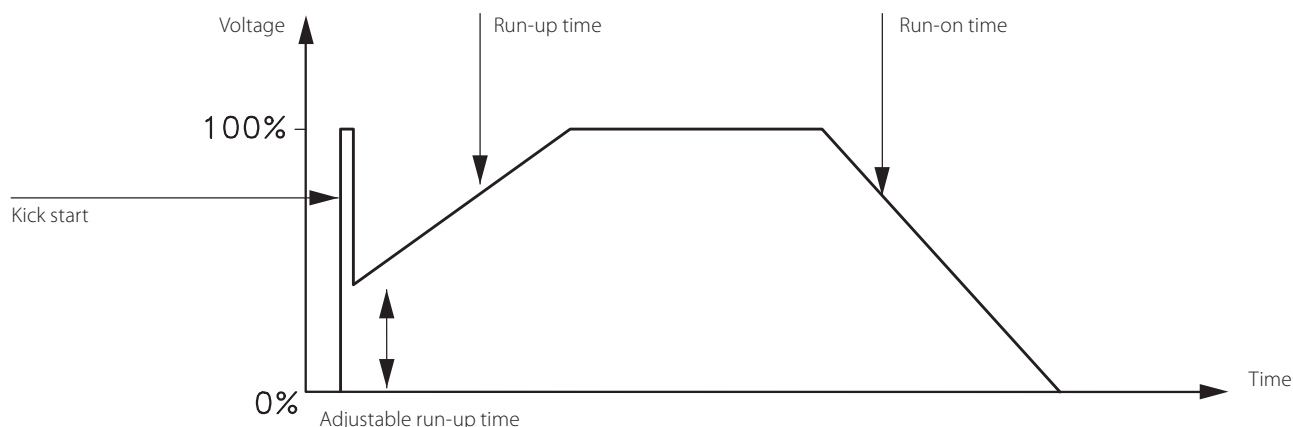 Voltage
Run-up time
Run-on time
100%
Kick start
Time
0%
Adjustable run-up time